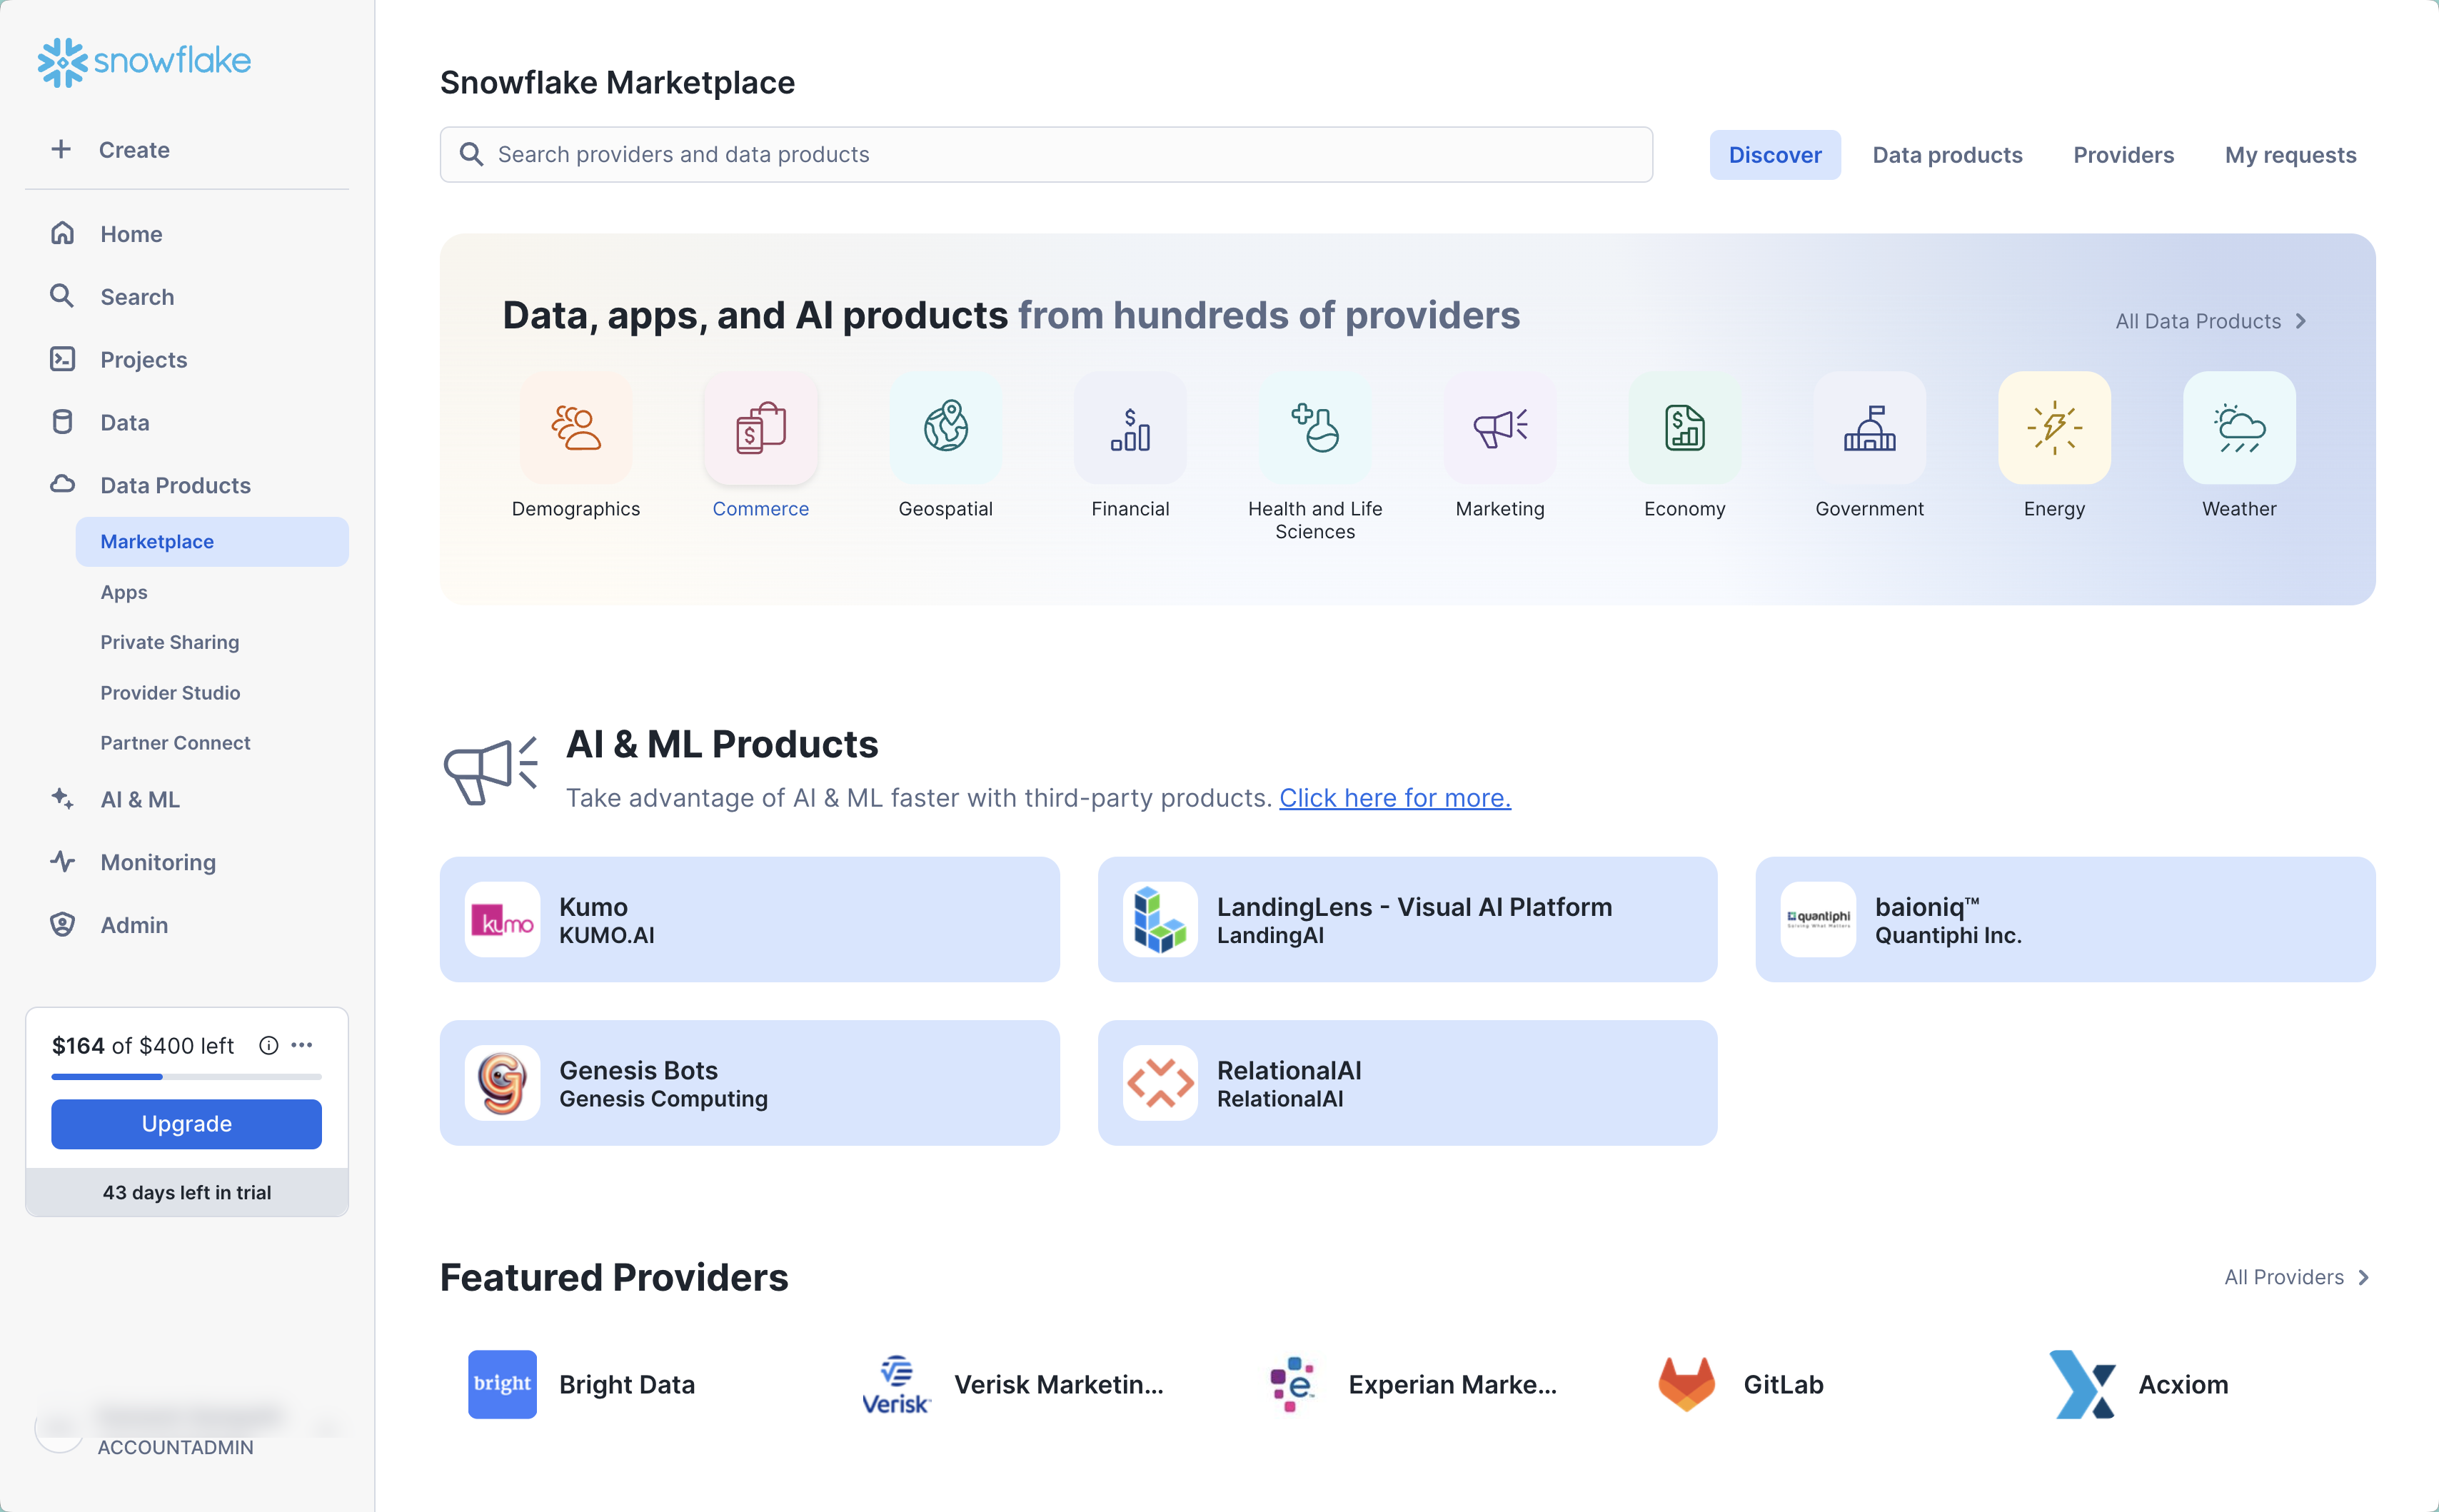 snowflake
Create
Home
Search
Projects
Data
Data Products
Marketplace
Apps
Private Sharing
Provider Studio
Partner Connect
AI & ML
Monitoring
Admin
$164 of $400 left
Upgrade
43 days left in trial
ACCOUNTADMIN
Snowflake Marketplace
Search providers and data products
Discover
Data products
Providers
My requests
Data, apps, and AI products from hundreds of providers
All Data Products
Demographics
Commerce
Geospatial
Financial
Health and Life
Sciences
Marketing
Economy
Government
Energy
Weather
AI & ML Products
Take advantage of AI & ML faster with third-party products. Click here for more.
kumo
Kumo
KUMO.AI
LandingLens - Visual AI Platform
LandingAI
quantiphi
Solving What Matters
baioniq™
Quantiphi Inc.
Genesis Bots
Genesis Computing
RelationalAI
RelationalAI
Featured Providers
All Providers
bright
Bright Data
Verisk
Verisk Marketin...
e
Experian Marke...
GitLab
Acxiom